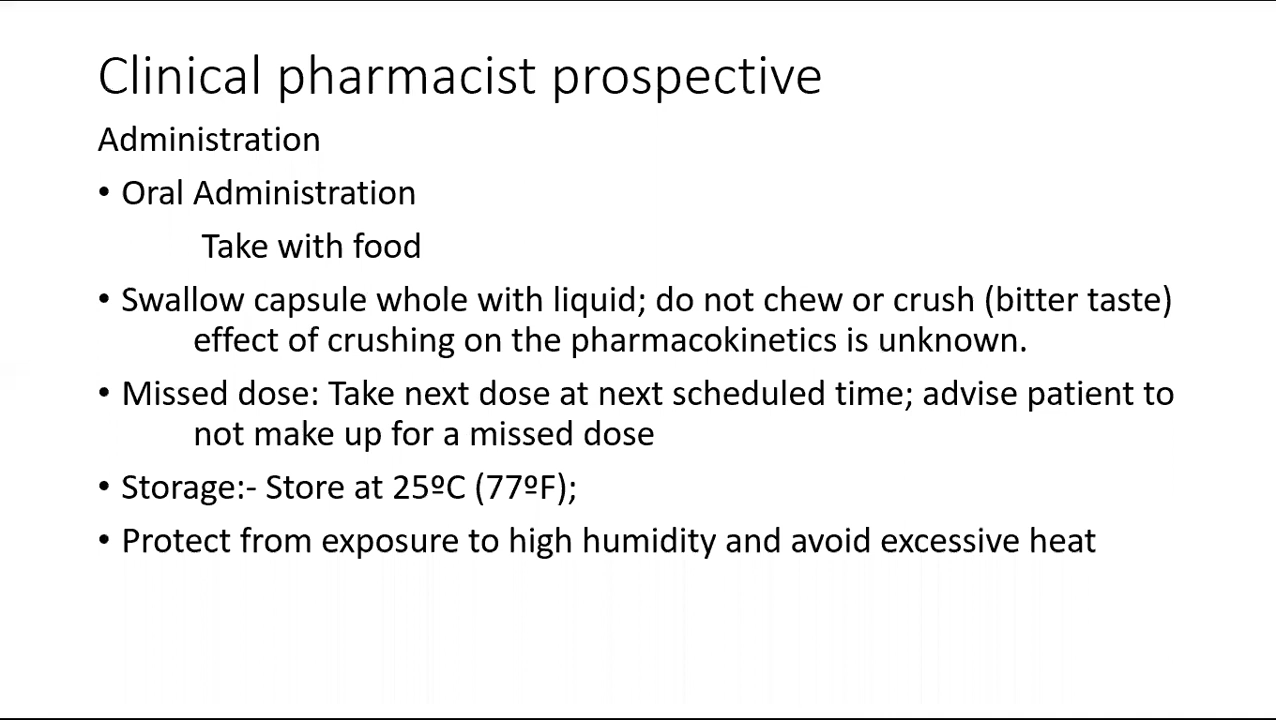 Clinical pharmacist prospective
Administration
• Oral Administration
Take with food
• Swallow capsule whole with liquid; do not chew or crush (bitter taste)
effect of crushing on the pharmacokinetics is unknown.
• Missed dose: Take next dose at next scheduled time; advise patient to
not make up for a missed dose
• Storage:- Store at 25ºC (77ºF);
• Protect from exposure to high humidity and avoid excessive heat